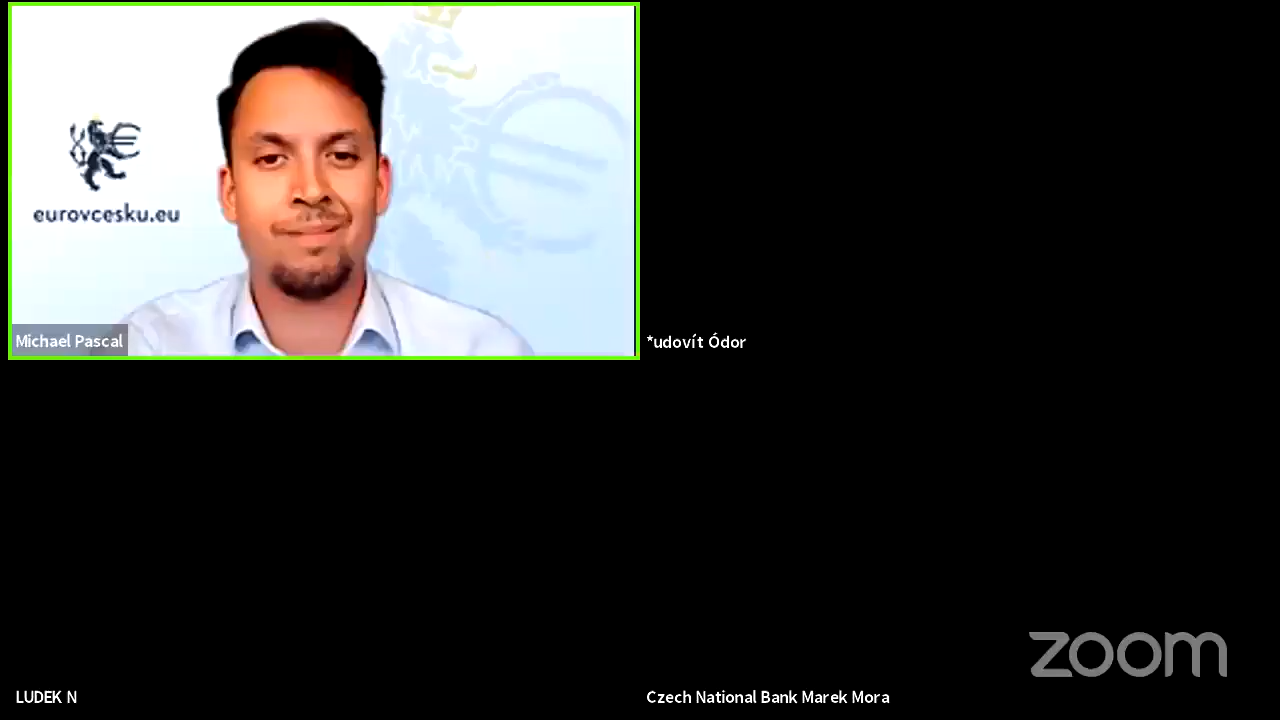 eurovcesku.eu
Michael Pascal
*udovít Ódor
LUDEK N
Czech National Bank Marek Mora
zoom